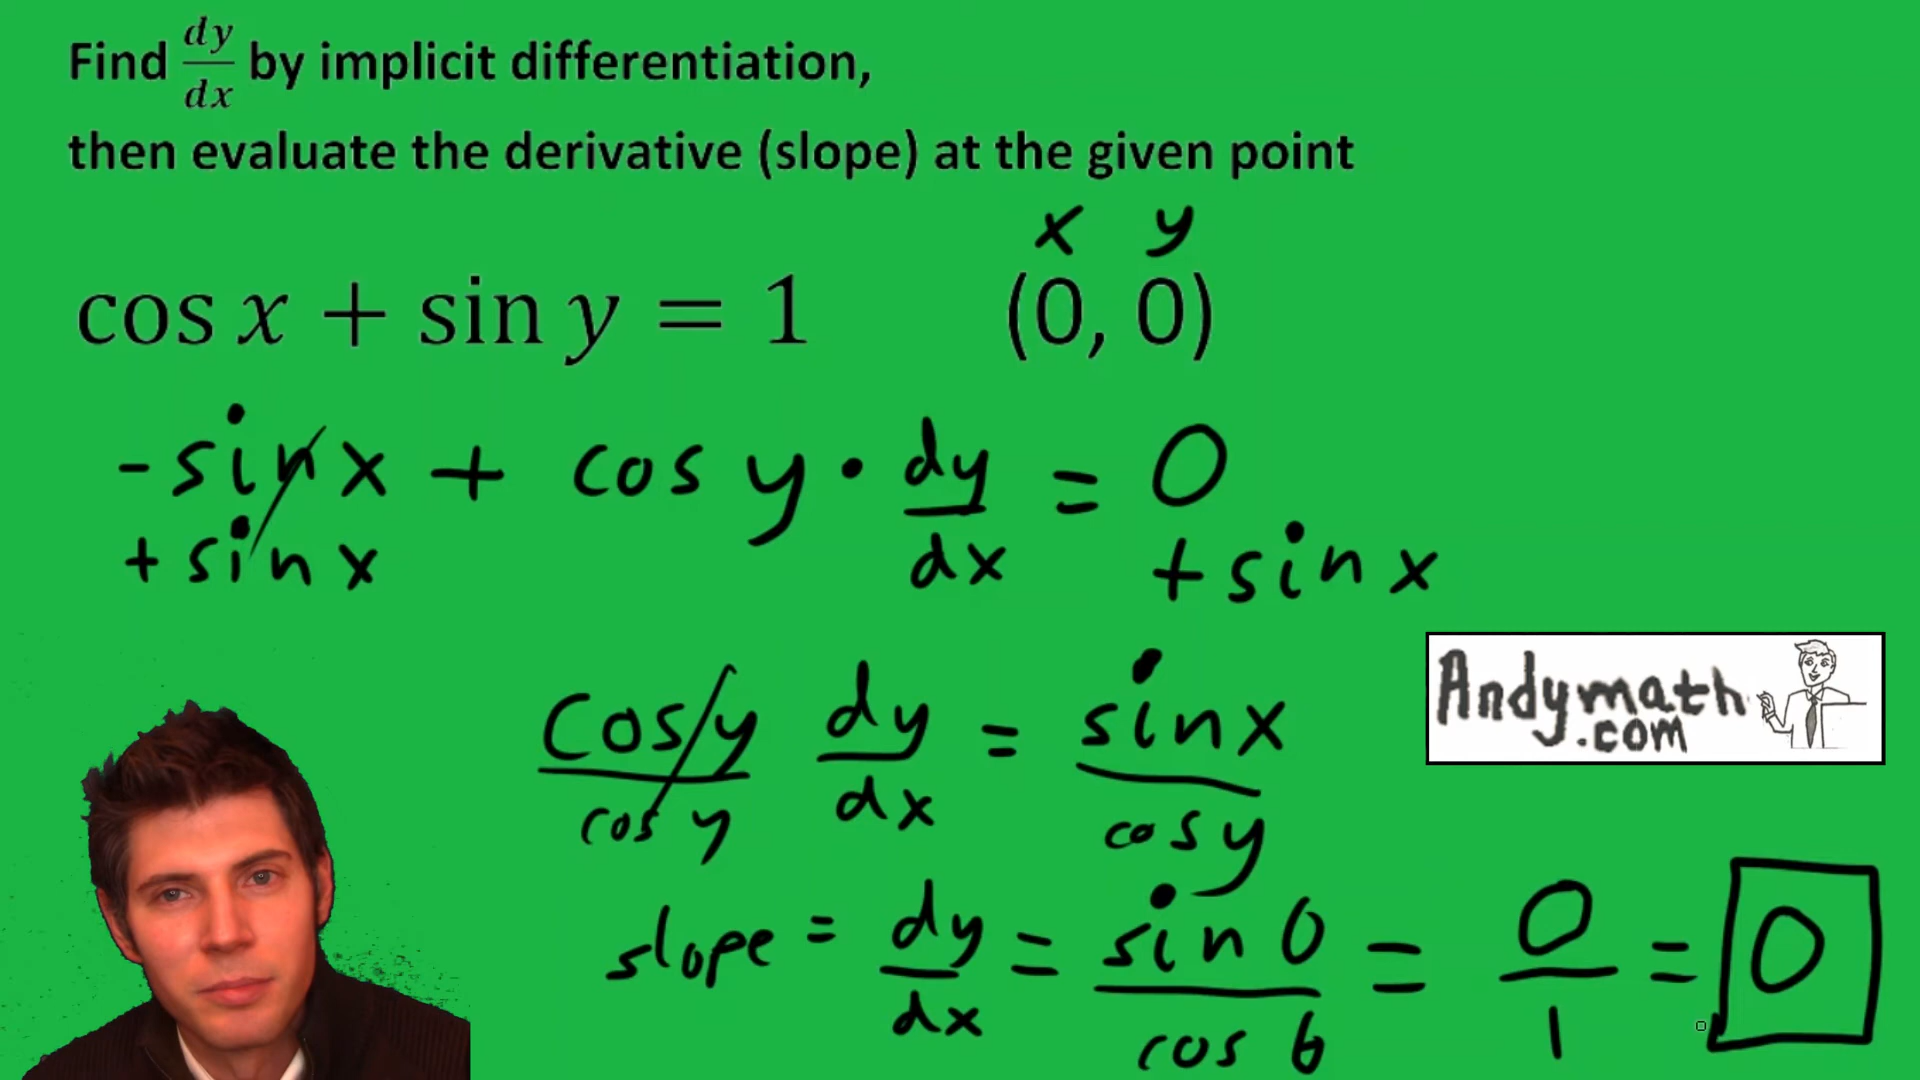 Find dy/dx by implicit differentiation,
then evaluate the derivative (slope) at the given point
x y
cos x + sin y = 1 (0, 0)
- sin x + cos y · dy/dx = 0
+ sin x + sin x
cos y/cos y dy/dx = sin x/cos y
Andymath
.com
slope = dy/dx = sin 0/cos 0 = 0/1 = 0